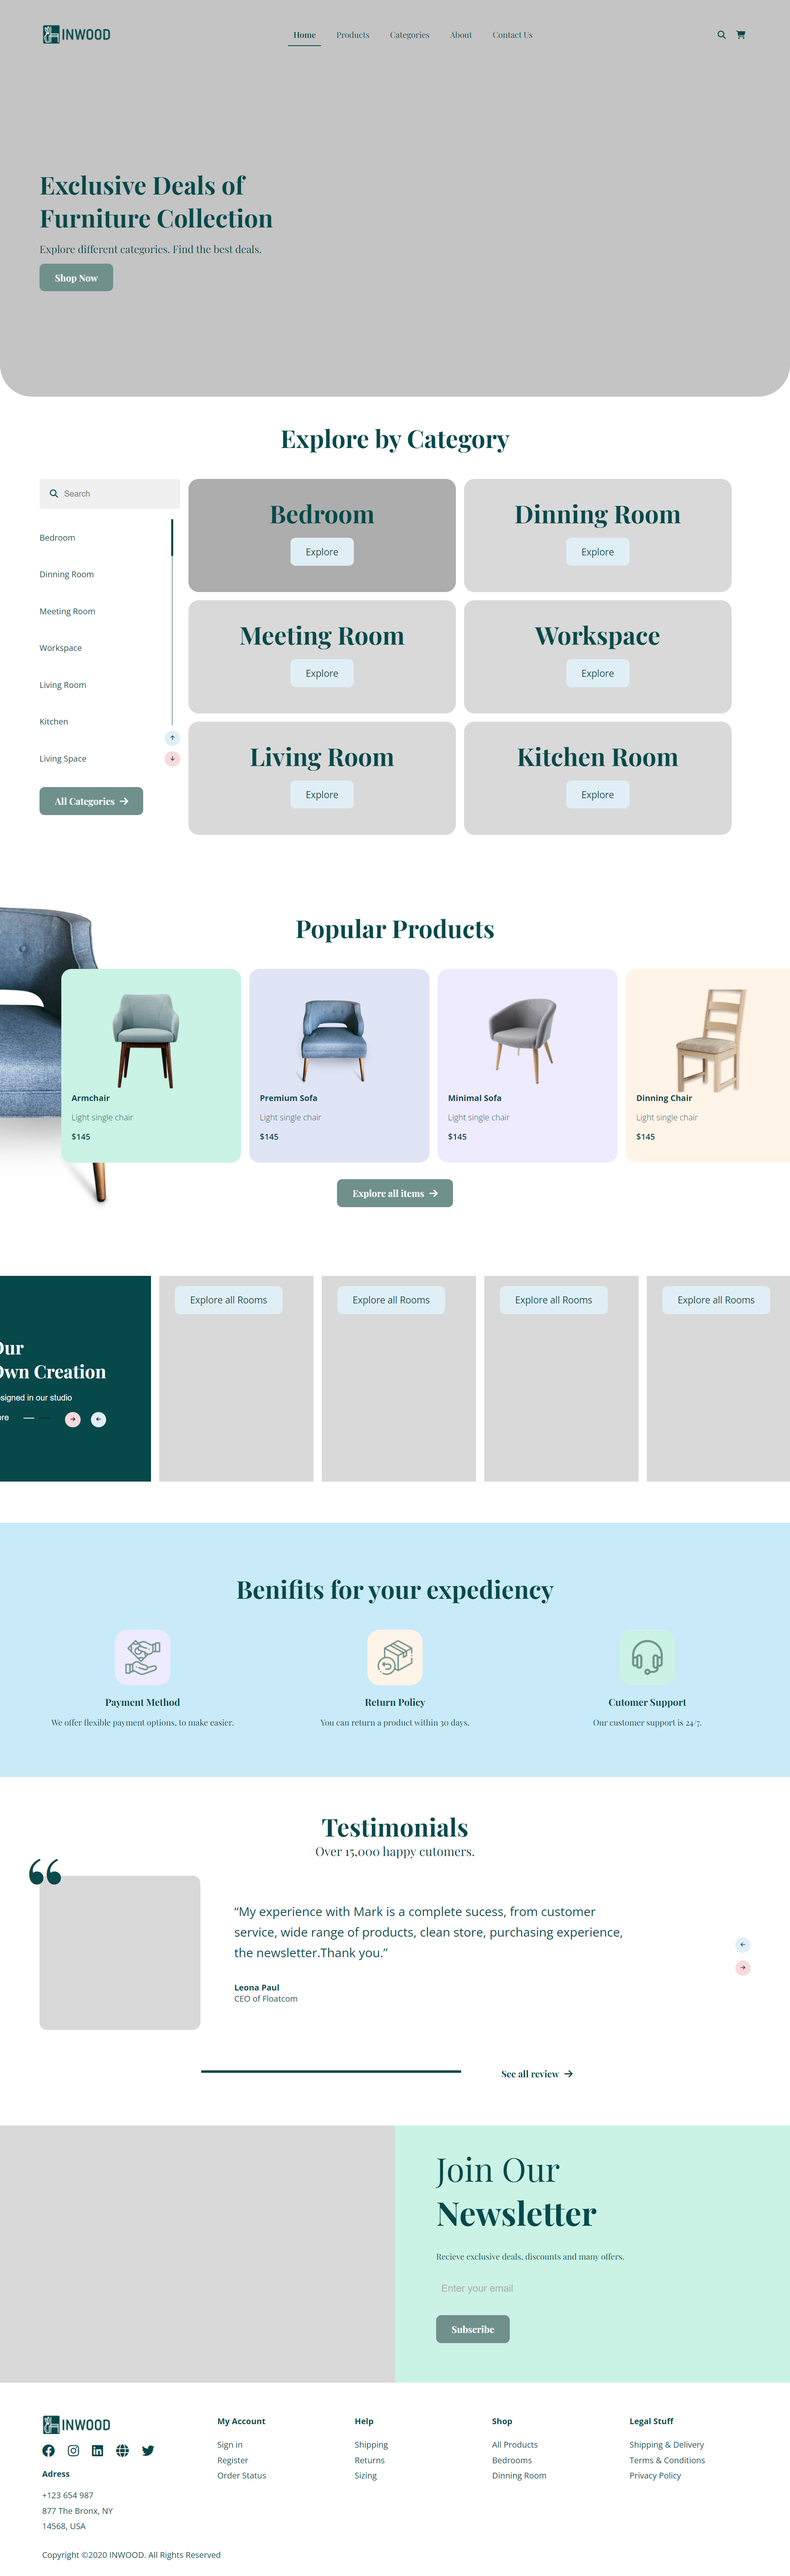 INWOOD
Home Products Categories About Contact Us
Exclusive Deals of
Furniture Collection
Explore different categories. Find the best deals.
Shop Now
Explore by Category
Search
Bedroom
Dinning Room
Meeting Room
Workspace
Living Room
Kitchen
Living Space
All Categories
Bedroom
Explore
Dinning Room
Explore
Meeting Room
Explore
Workspace
Explore
Living Room
Explore
Kitchen Room
Explore
Popular Products
Armchair
Light single chair
$145
Premium Sofa
Light single chair
$145
Minimal Sofa
Light single chair
$145
Dinning Chair
Light single chair
$145
Explore all items
Our
Own Creation
signed in our studio
ore
Explore all Rooms
Explore all Rooms
Explore all Rooms
Explore all Rooms
Benifits for your expediency
Payment Method
We offer flexible payment options, to make easier.
Return Policy
You can return a product within 30 days.
Cutomer Support
Our customer support is 24/7.
Testimonials
Over 15,000 happy cutomers.
“My experience with Mark is a complete sucess, from customer
service, wide range of products, clean store, purchasing experience,
the newsletter.Thank you.”
Leona Paul
CEO of Floatcom
See all review
Join Our
Newsletter
Recieve exclusive deals, discounts and many offers.
Enter your email
Subscribe
INWOOD
Adress
+123 654 987
877 The Bronx, NY
14568, USA
My Account
Sign in
Register
Order Status
Help
Shipping
Returns
Sizing
Shop
All Products
Bedrooms
Dinning Room
Legal Stuff
Shipping & Delivery
Terms & Conditions
Privacy Policy
Copyright ©2020 INWOOD. All Rights Reserved